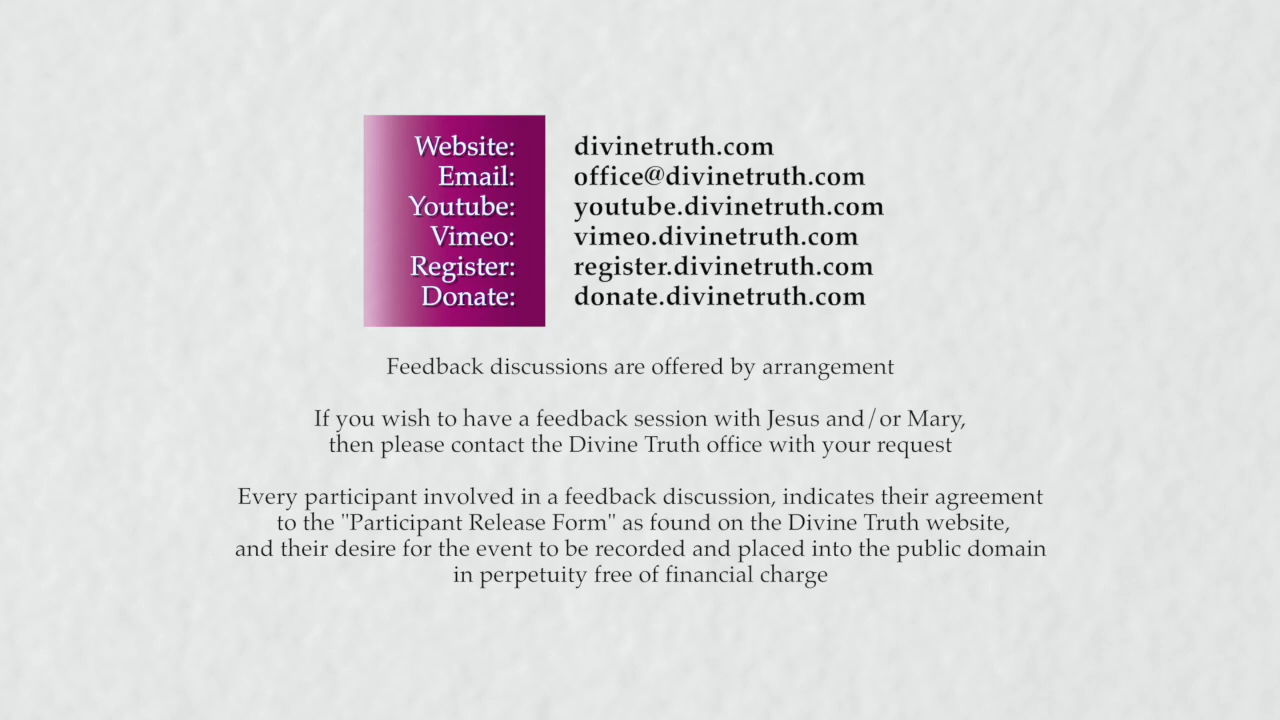 Website: divinetruth.com
Email: office@divinetruth.com
Youtube: youtube.divinetruth.com
Vimeo: vimeo.divinetruth.com
Register: register.divinetruth.com
Donate: donate.divinetruth.com
Feedback discussions are offered by arrangement
If you wish to have a feedback session with Jesus and/or Mary,
then please contact the Divine Truth office with your request
Every participant involved in a feedback discussion, indicates their agreement
to the "Participant Release Form" as found on the Divine Truth website,
and their desire for the event to be recorded and placed into the public domain
in perpetuity free of financial charge